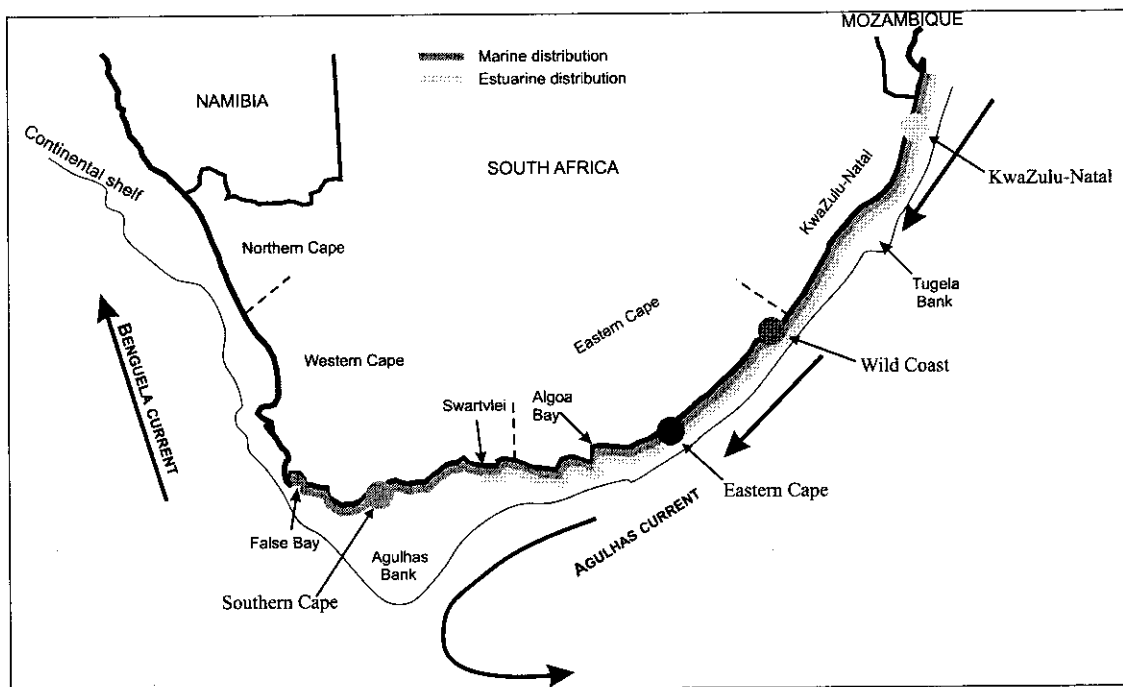 MOZAMBIQUE
Marine distribution
Estuarine distribution
NAMIBIA
SOUTH AFRICA
Continental shelf
KwaZulu-Natal
KwaZulu-Natal
Northern Cape
Tugela
Bank
Eastern Cape
Western Cape
Wild Coast
BENGUELA CURRENT
Swartvlei
Algoa
Bay
Eastern Cape
False Bay
Agulhas
Bank
AGULHAS CURRENT
Southern Cape